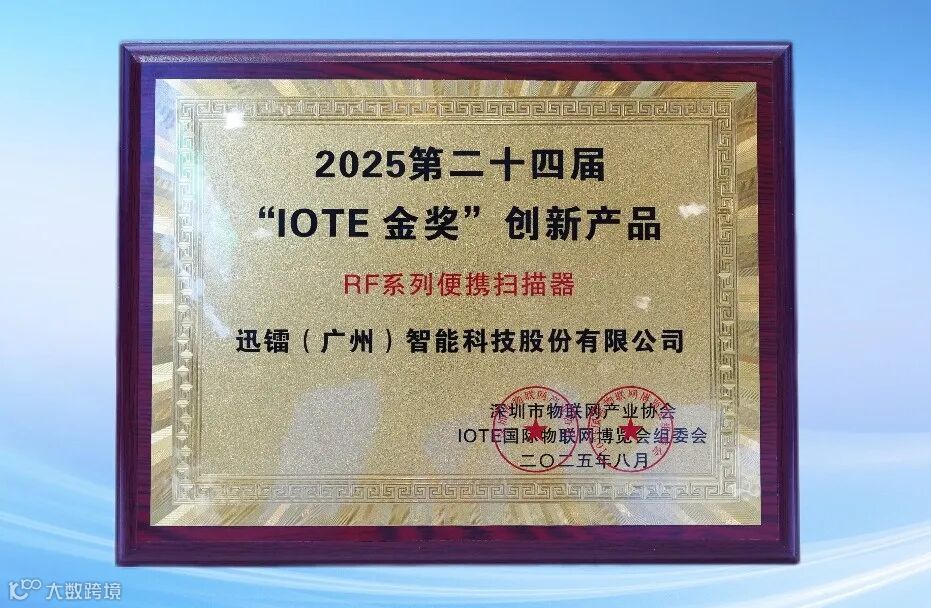 2025第二十四届
“IOTE 金奖”创新产品
RF系列便携扫描器
迅镭（广州）智能科技股份有限公司
深圳市物联网产业协会
IOTE国际物联网博览会组委会
二〇二五年八月
大数跨境